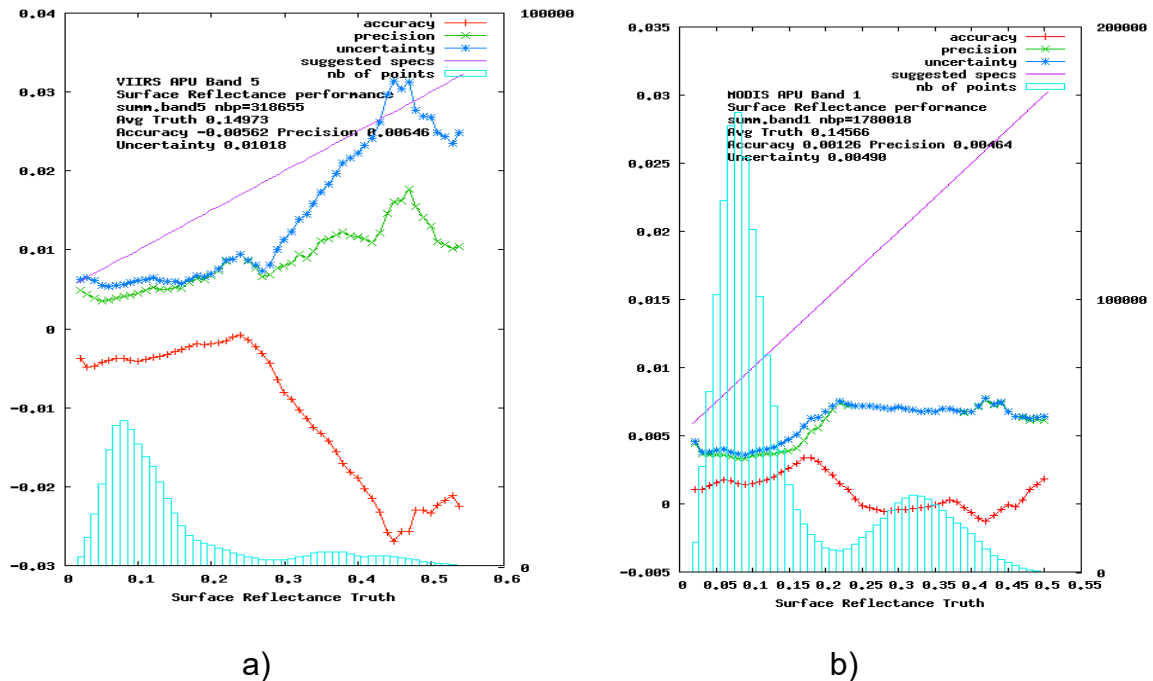 0.04
0.03
0.02
0.01
0
-0.01
-0.02
-0.03
100000
0
accuracy
precision
uncertainty
suggested specs
nb of points
VIIRS APU Band 5
Surface Reflectance performance
summ.band5 nbp=318655
Avg Truth 0.14973
Accuracy -0.00562 Precision 0.00646
Uncertainty 0.01018
0 0.1 0.2 0.3 0.4 0.5 0.6
Surface Reflectance Truth
a)
0.035
0.03
0.025
0.02
0.015
0.01
0.005
0
-0.005
200000
100000
0
accuracy
precision
uncertainty
suggested specs
nb of points
MODIS APU Band 1
Surface Reflectance performance
summ.band1 nbp=1780018
Avg Truth 0.14566
Accuracy 0.00126 Precision 0.00464
Uncertainty 0.00490
0 0.05 0.1 0.15 0.2 0.25 0.3 0.35 0.4 0.45 0.5 0.55
Surface Reflectance Truth
b)